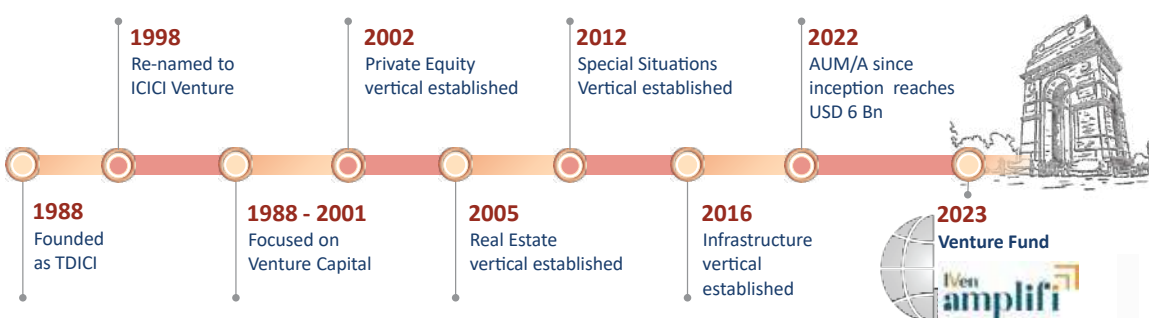 1998
Re-named to
ICICI Venture
2002
Private Equity
vertical established
2012
Special Situations
Vertical established
2022
AUM/A since
inception reaches
USD 6 Bn
1988
Founded
as TDICI
1988 - 2001
Focused on
Venture Capital
2005
Real Estate
vertical established
2016
Infrastructure
vertical
established
2023
Venture Fund
IVen
amplifi